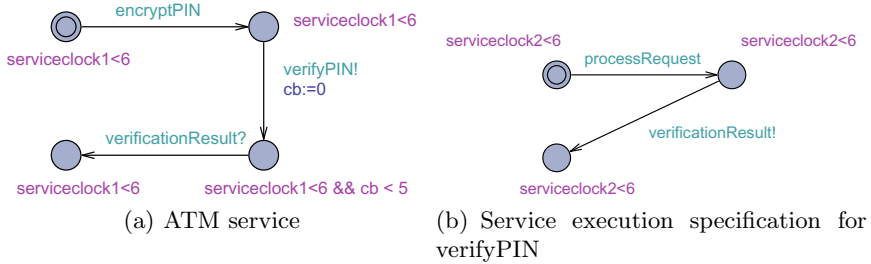 encryptPIN
serviceclock1<6
serviceclock1<6
verifyPIN!
cb:=0
verificationResult?
serviceclock1<6
serviceclock1<6 && cb < 5
(a) ATM service
serviceclock2<6
serviceclock2<6
processRequest
verificationResult!
serviceclock2<6
(b) Service execution specification for
verifyPIN